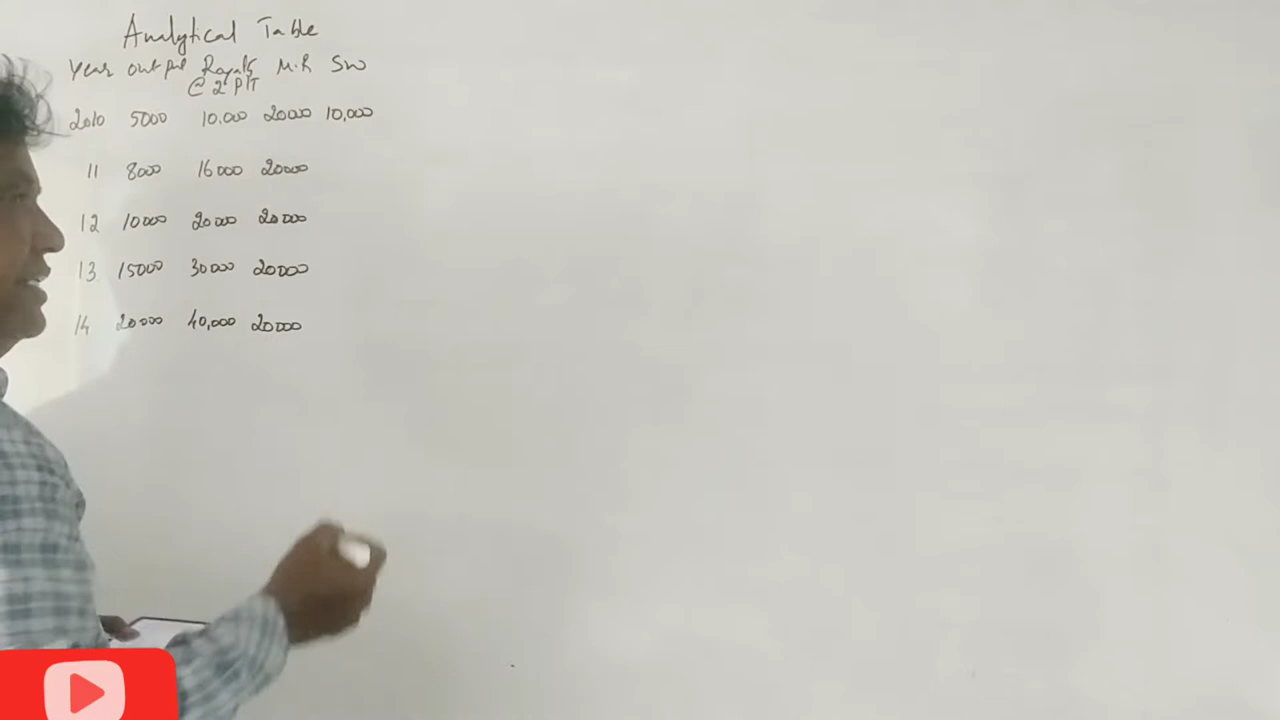 Analytical Table
Year output Royalty M.R SW
@ 2 P/T
2010 5000 10.000 20000 10,000
11 8000 16000 20000
12 10000 20000 20000
13 15000 30000 20000
14 20000 40,000 20000